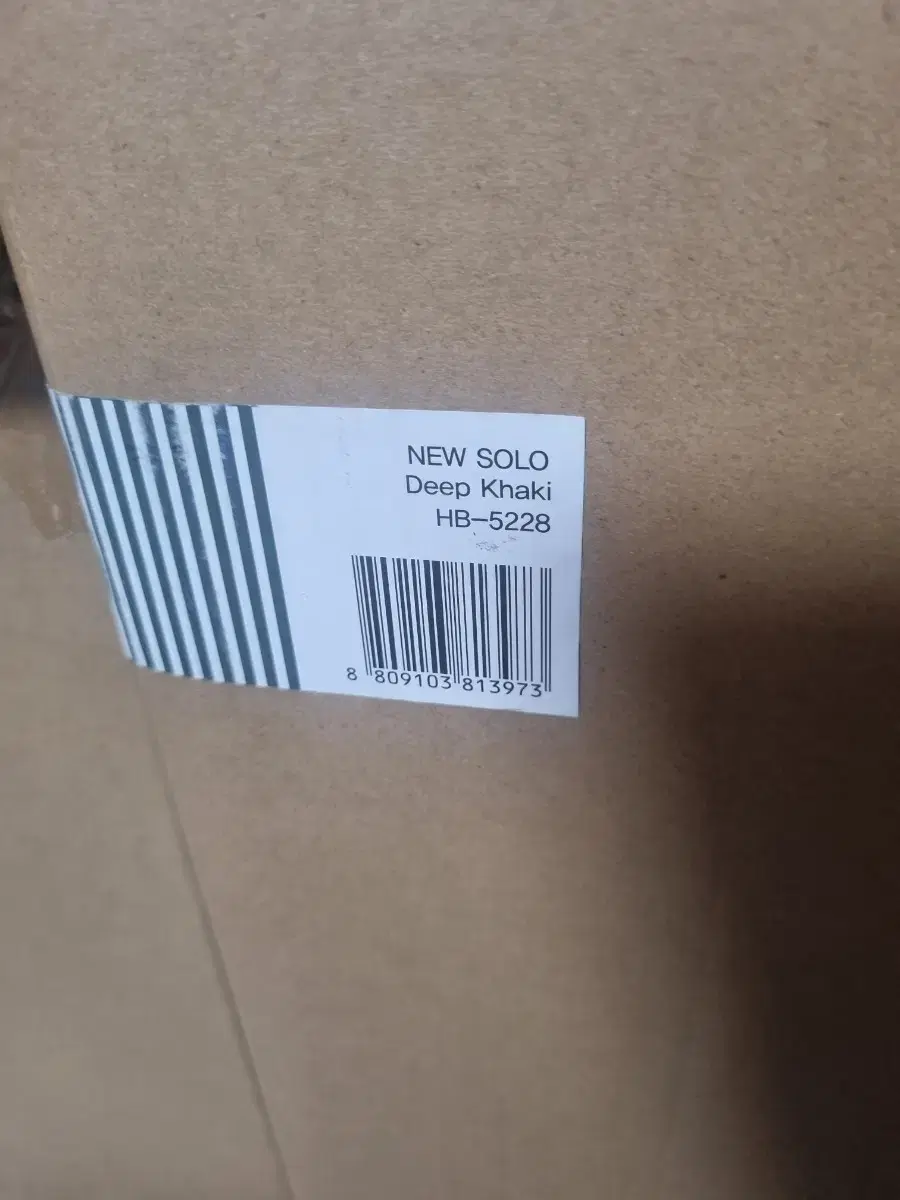 NEW SOLO
Deep Khaki
HB-5228
8 809103 813973